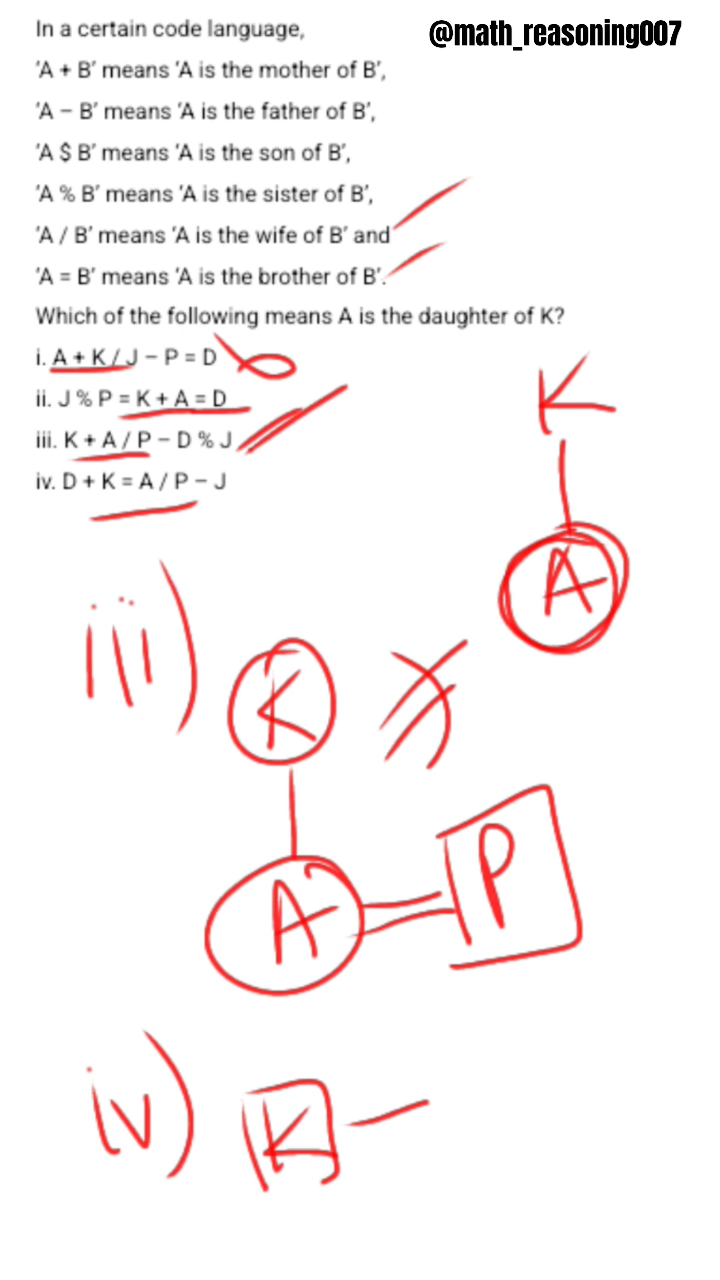 In a certain code language,
@math_reasoning007
'A + B' means 'A is the mother of B',
'A – B' means 'A is the father of B',
'A $ B' means 'A is the son of B',
'A % B' means 'A is the sister of B',
'A / B' means 'A is the wife of B' and
'A = B' means 'A is the brother of B'.
Which of the following means A is the daughter of K?
i. A + K / J – P = D
ii. J % P = K + A = D
iii. K + A / P – D % J
iv. D + K = A / P – J
K
A
iii)
K
A
P
iv)
K